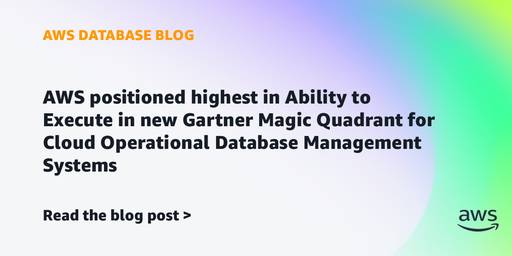 AWS DATABASE BLOG
AWS positioned highest in Ability to
Execute in new Gartner Magic Quadrant for
Cloud Operational Database Management
Systems
Read the blog post >
aws